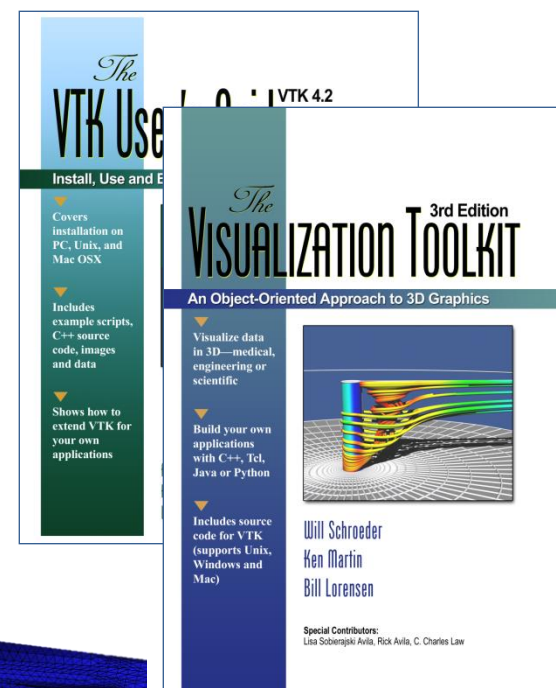 The
VTK 4.2
VTK
Install, Use and
Covers
installation on
PC, Unix, and
Mac OSX
Includes
example scripts,
C++ source
code, images
and data
Shows how to
extend VTK for
your own
applications
The
3rd Edition
VISUALIZATION TOOLKIT
An Object-Oriented Approach to 3D Graphics
Visualize data
in 3D—medical,
engineering or
scientific
Build your own
applications
with C++, Tcl,
Java or Python
Includes source
code for VTK
(supports Unix,
Windows and
Mac)
Will Schroeder
Ken Martin
Bill Lorensen
Special Contributors:
Lisa Sobierajski Avila, Rick Avila, C. Charles Law